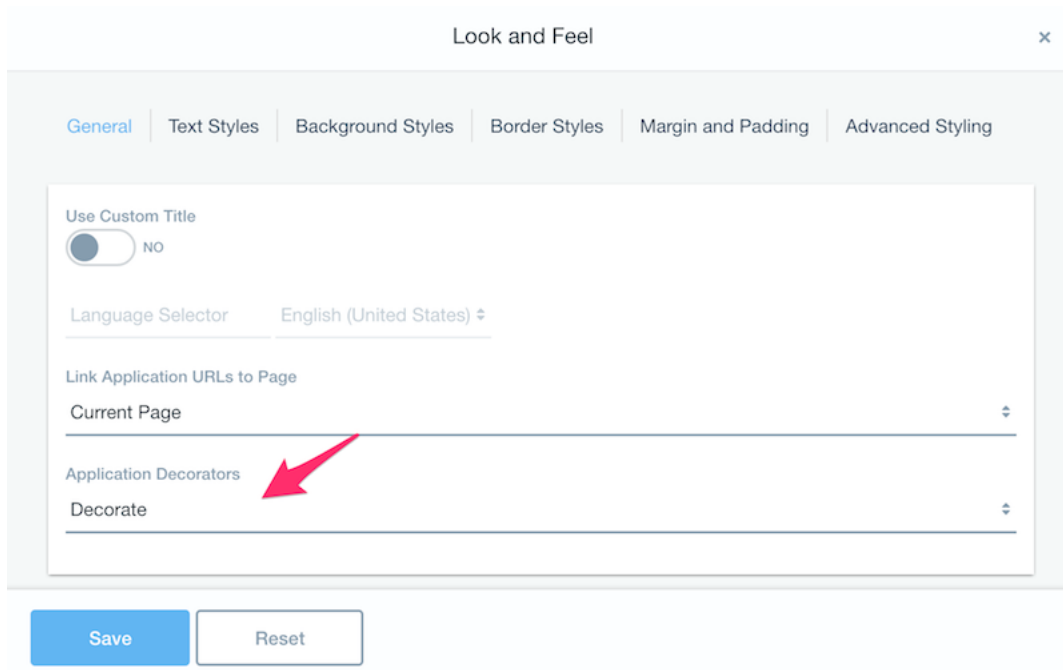 Look and Feel ×
General Text Styles Background Styles Border Styles Margin and Padding Advanced Styling
Use Custom Title
NO
Language Selector English (United States)
Link Application URLs to Page
Current Page
Application Decorators
Decorate
Save Reset